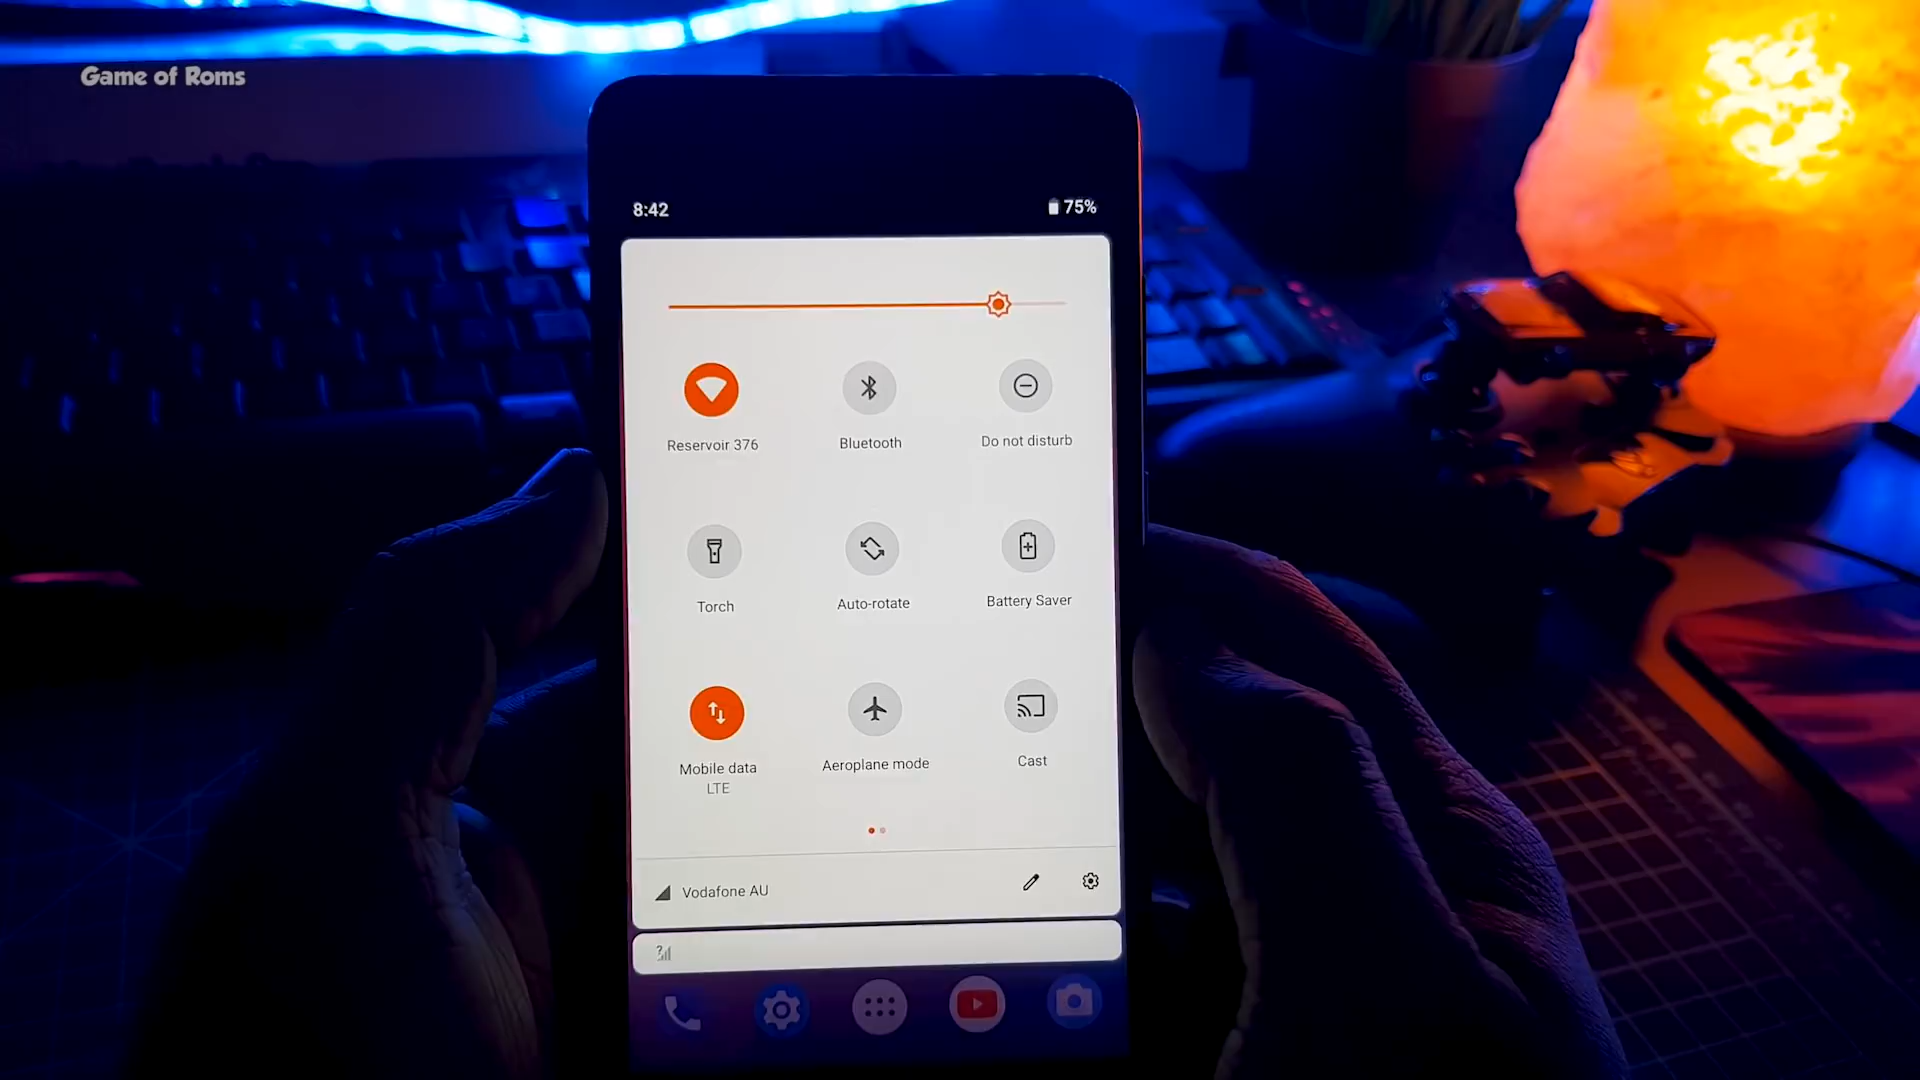 Game of Roms
8:42
75%
Reservoir 376
Bluetooth
Do not disturb
Torch
Auto-rotate
Battery Saver
Mobile data
LTE
Aeroplane mode
Cast
Vodafone AU